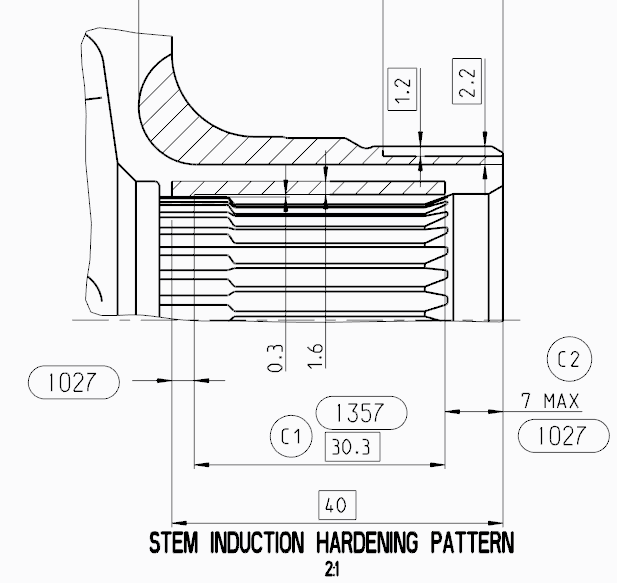 1.2
2.2
0.3
1.6
C2
1027
7 MAX
1357
C1
30.3
1027
40
STEM INDUCTION HARDENING PATTERN
2:1